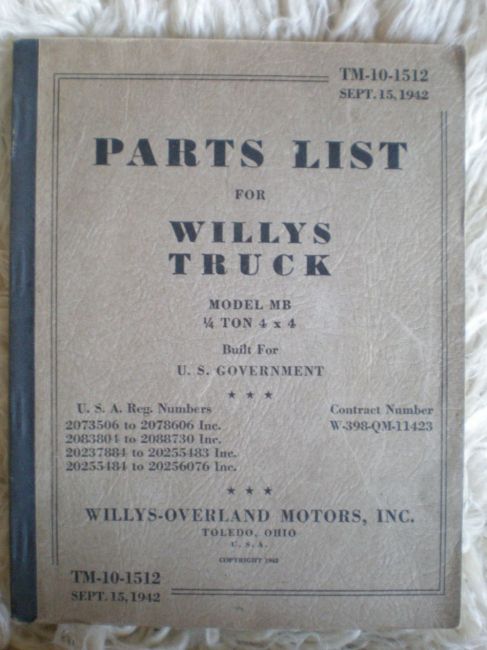 TM-10-1512
SEPT. 15, 1942
PARTS LIST
FOR
WILLYS
TRUCK
MODEL MB
¼ TON 4 x 4
Built For
U. S. GOVERNMENT
★ ★ ★
U. S. A. Reg. Numbers
2073506 to 2078606 Inc.
2083804 to 2088730 Inc.
20237884 to 20255483 Inc.
20255484 to 20256076 Inc.
Contract Number
W-398-QM-11423
★ ★ ★
WILLYS-OVERLAND MOTORS, INC.
TOLEDO, OHIO
U. S. A.
COPYRIGHT 1942
TM-10-1512
SEPT. 15, 1942